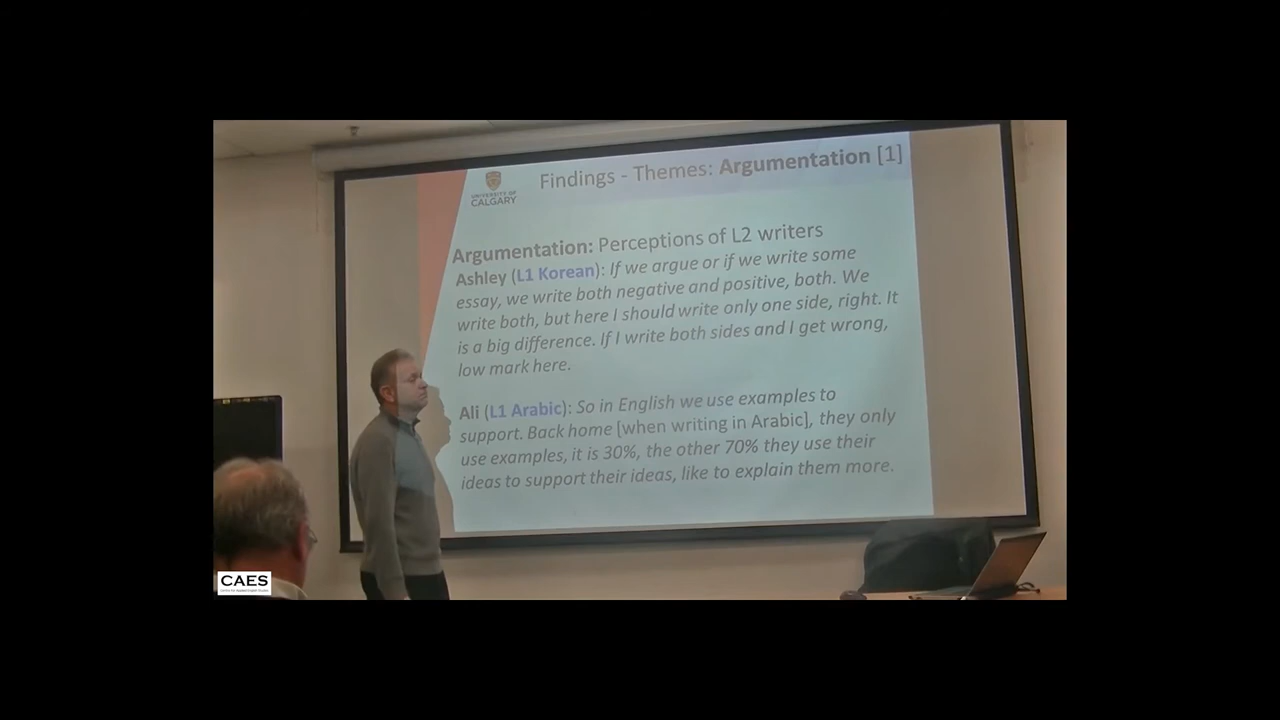 Findings - Themes: Argumentation [1]
UNIVERSITY OF
CALGARY
Argumentation: Perceptions of L2 writers
Ashley (L1 Korean): If we argue or if we write some
essay, we write both negative and positive, both. We
write both, but here I should write only one side, right. It
is a big difference. If I write both sides and I get wrong,
low mark here.
Ali (L1 Arabic): So in English we use examples to
support. Back home [when writing in Arabic], they only
use examples, it is 30%, the other 70% they use their
ideas to support their ideas, like to explain them more.
CAES
Centre for Applied English Studies